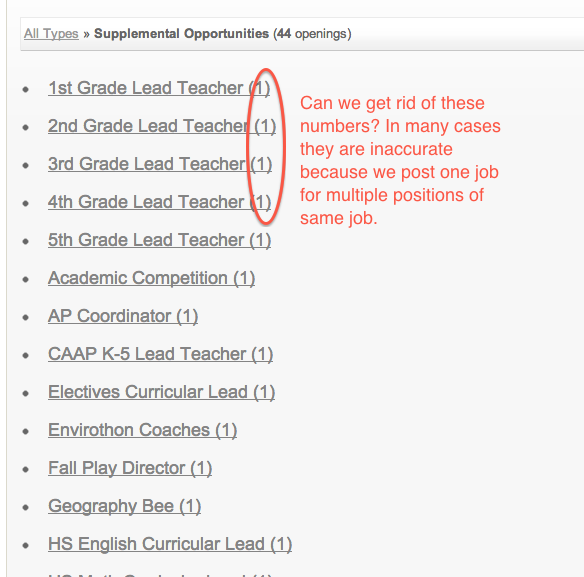 All Types » Supplemental Opportunities (44 openings)
1st Grade Lead Teacher (1)
2nd Grade Lead Teacher (1)
3rd Grade Lead Teacher (1)
4th Grade Lead Teacher (1)
5th Grade Lead Teacher (1)
Academic Competition (1)
AP Coordinator (1)
CAAP K-5 Lead Teacher (1)
Electives Curricular Lead (1)
Envirothon Coaches (1)
Fall Play Director (1)
Geography Bee (1)
HS English Curricular Lead (1)
Can we get rid of these
numbers? In many cases
they are inaccurate
because we post one job
for multiple positions of
same job.